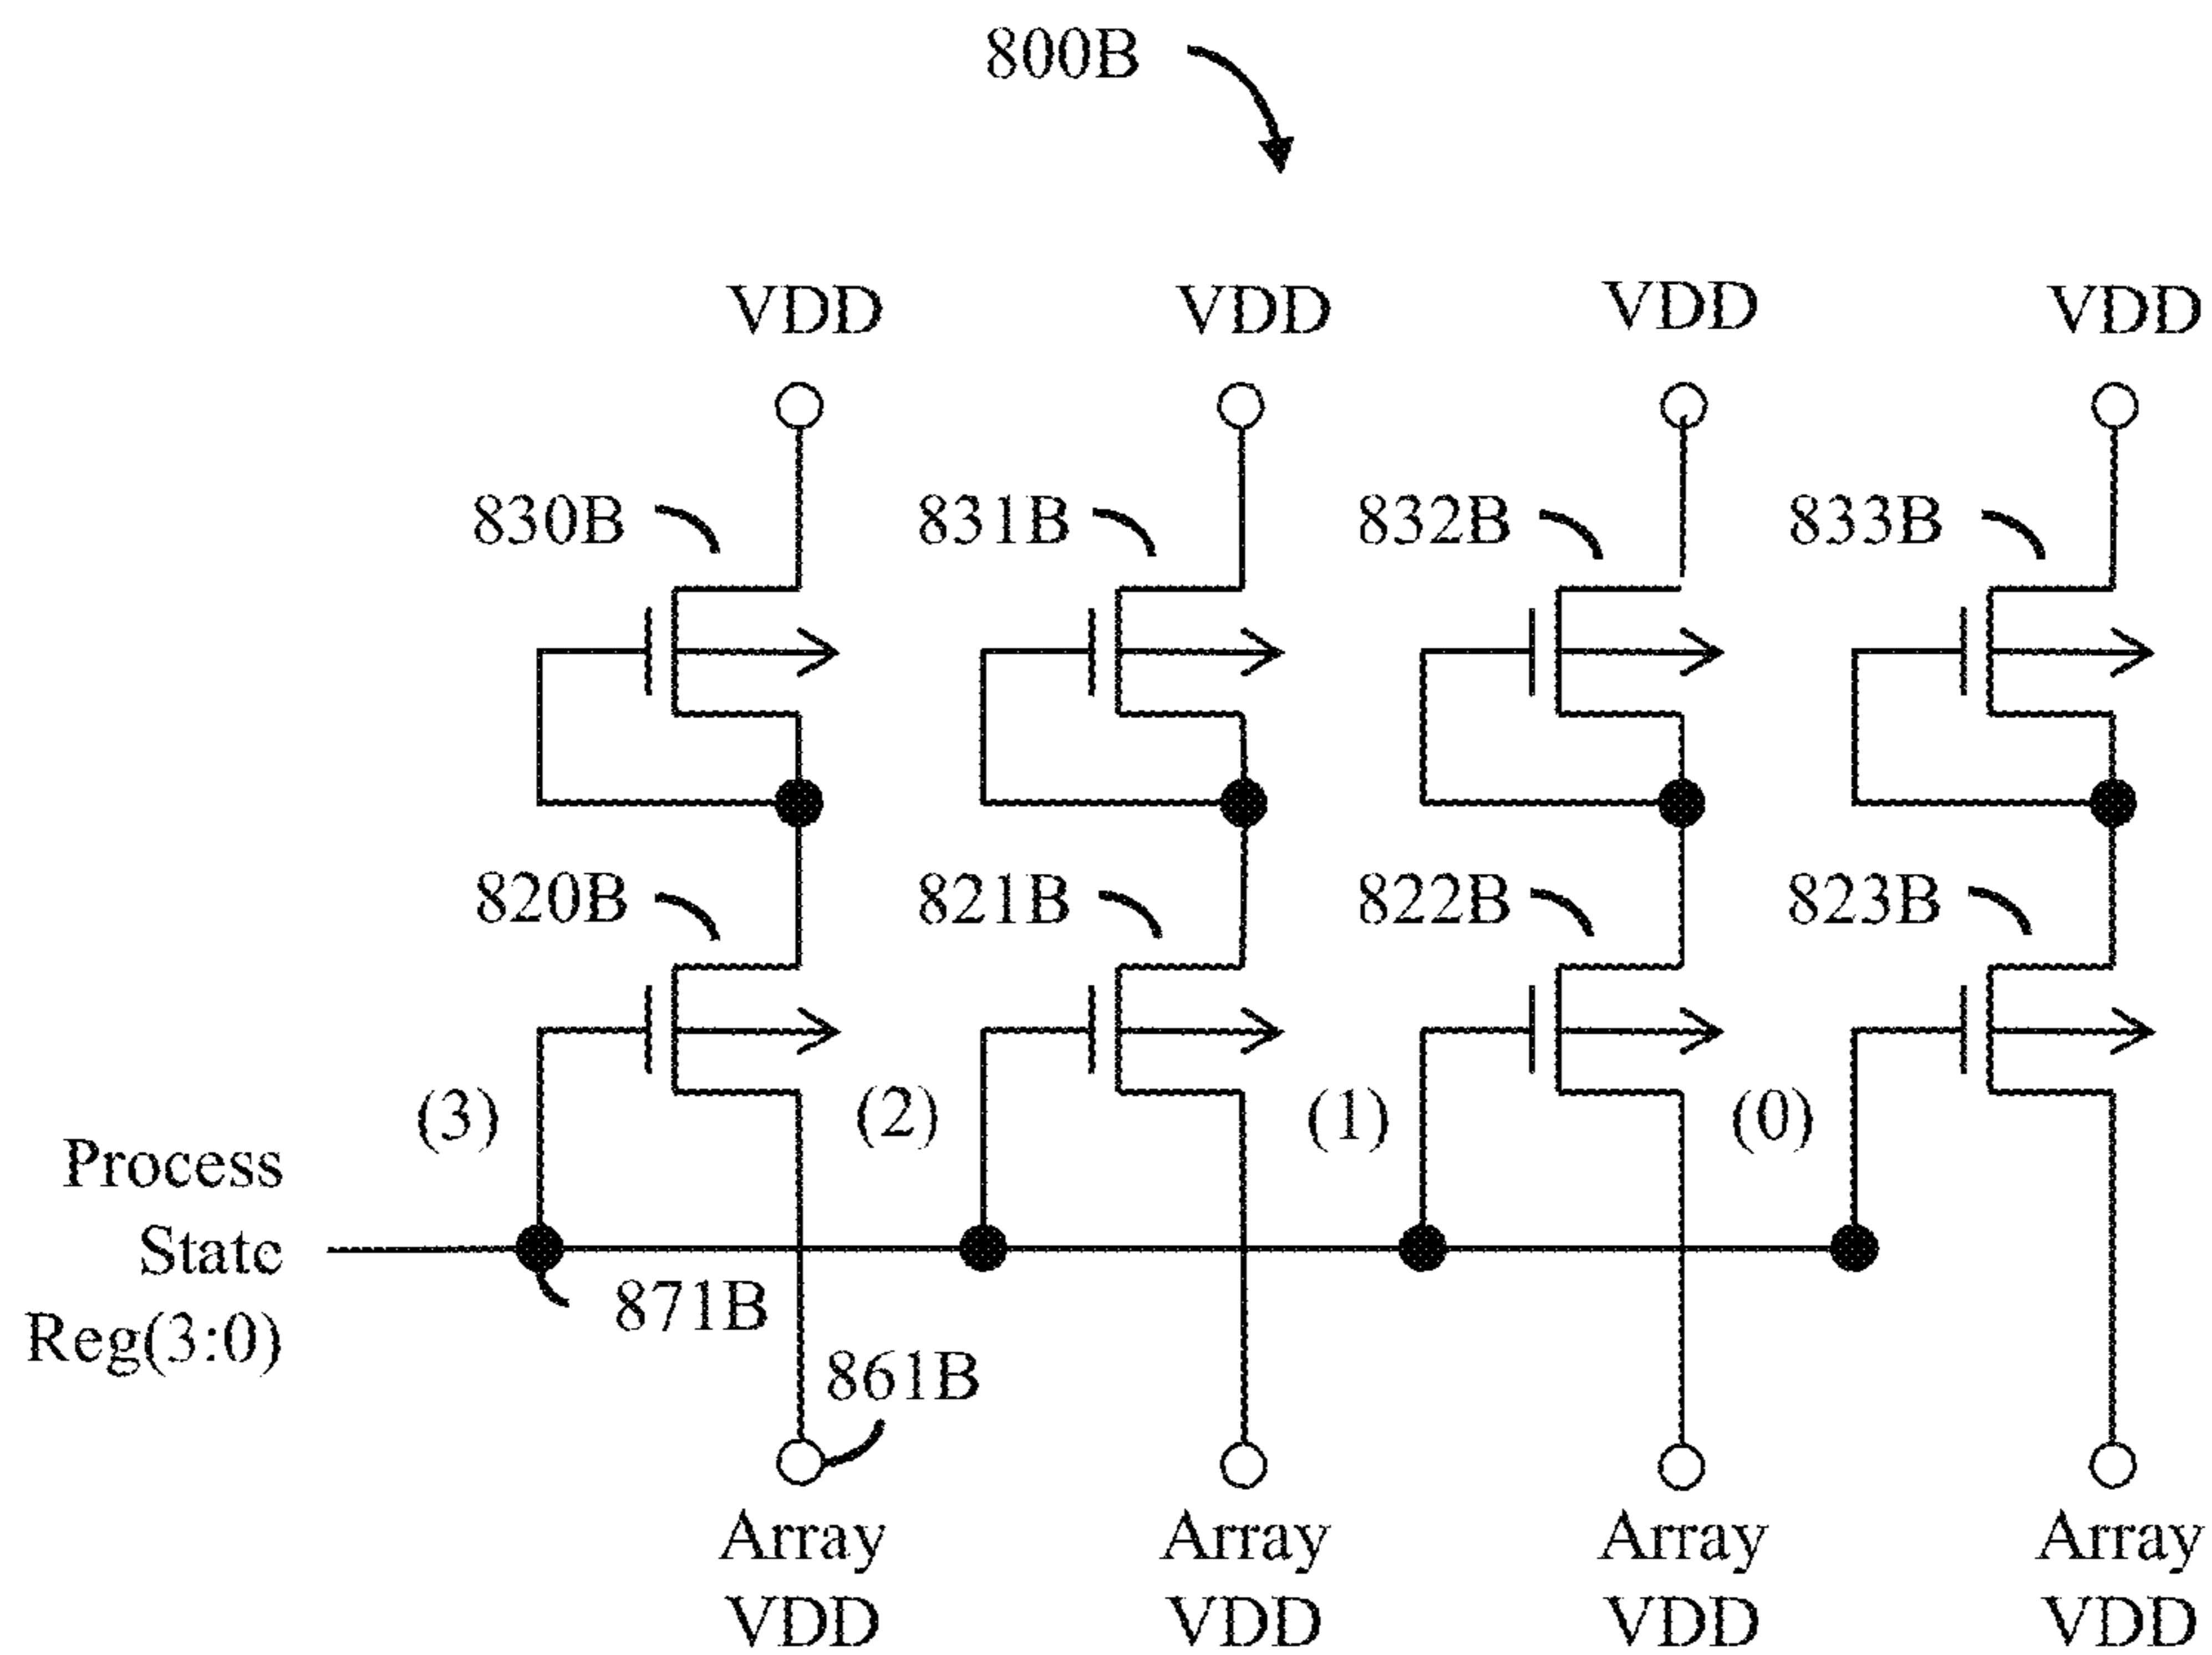 800B
VDD VDD VDD VDD
830B 831B 832B 833B
820B 821B 822B 823B
(3) (2) (1) (0)
Process
State
Reg(3:0)
871B
861B
Array Array Array Array
VDD VDD VDD VDD